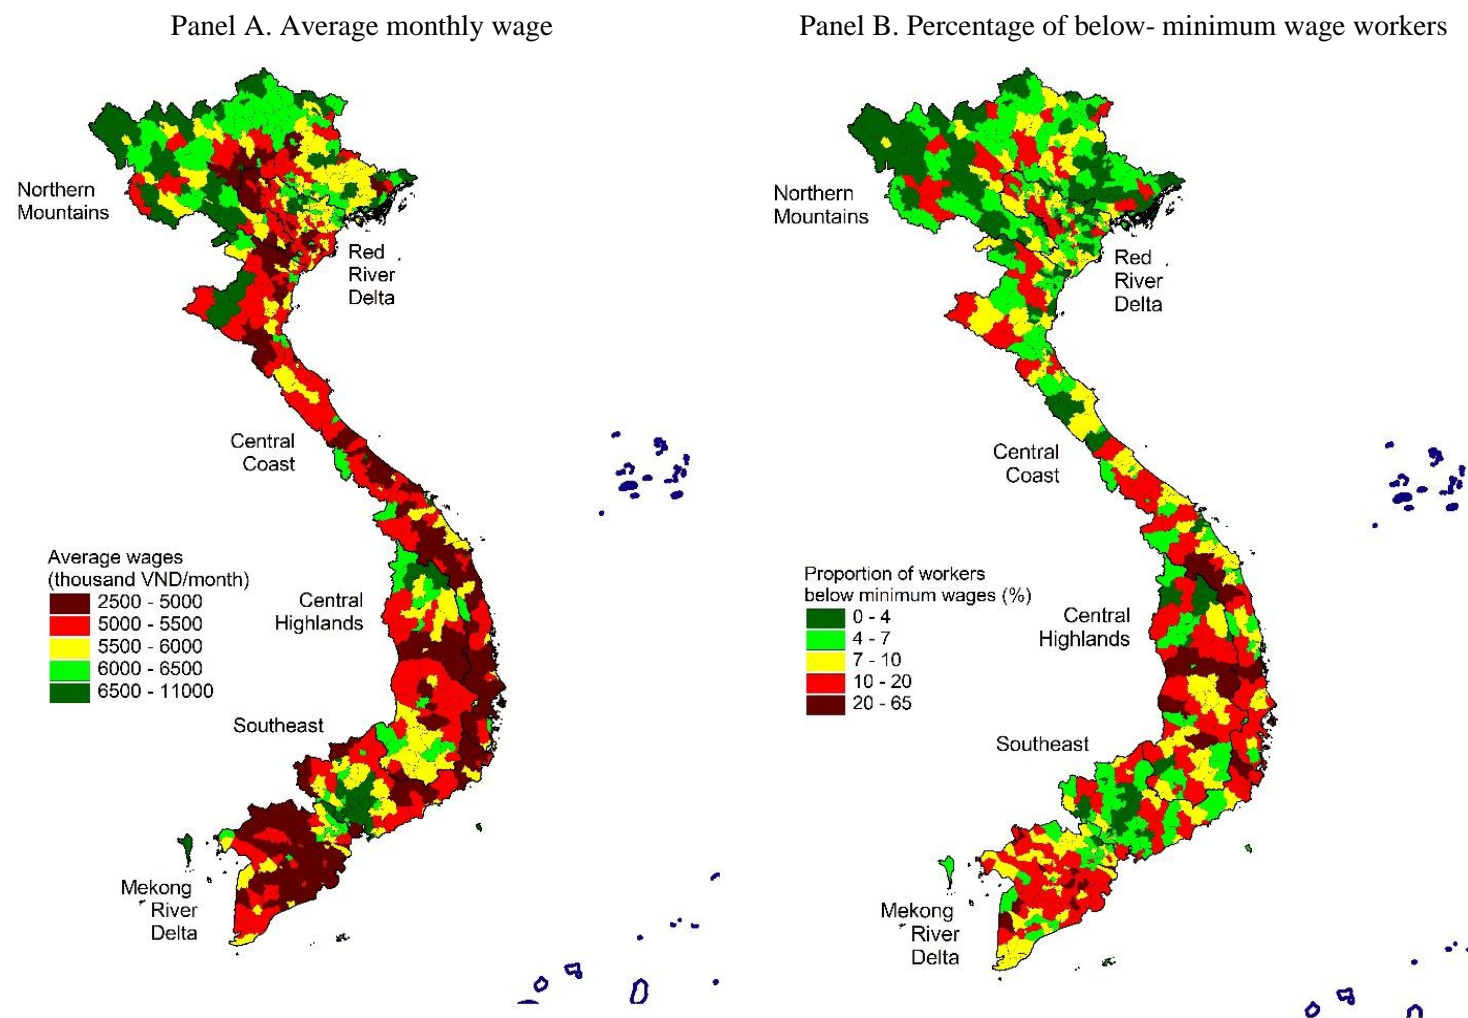 Panel A. Average monthly wage
Panel B. Percentage of below- minimum wage workers
Northern
Mountains
Red
River
Delta
Central
Coast
Average wages
(thousand VND/month)
2500 - 5000
5000 - 5500
5500 - 6000
6000 - 6500
6500 - 11000
Central
Highlands
Southeast
Mekong
River
Delta
Northern
Mountains
Red
River
Delta
Central
Coast
Proportion of workers
below minimum wages (%)
0 - 4
4 - 7
7 - 10
10 - 20
20 - 65
Central
Highlands
Southeast
Mekong
River
Delta